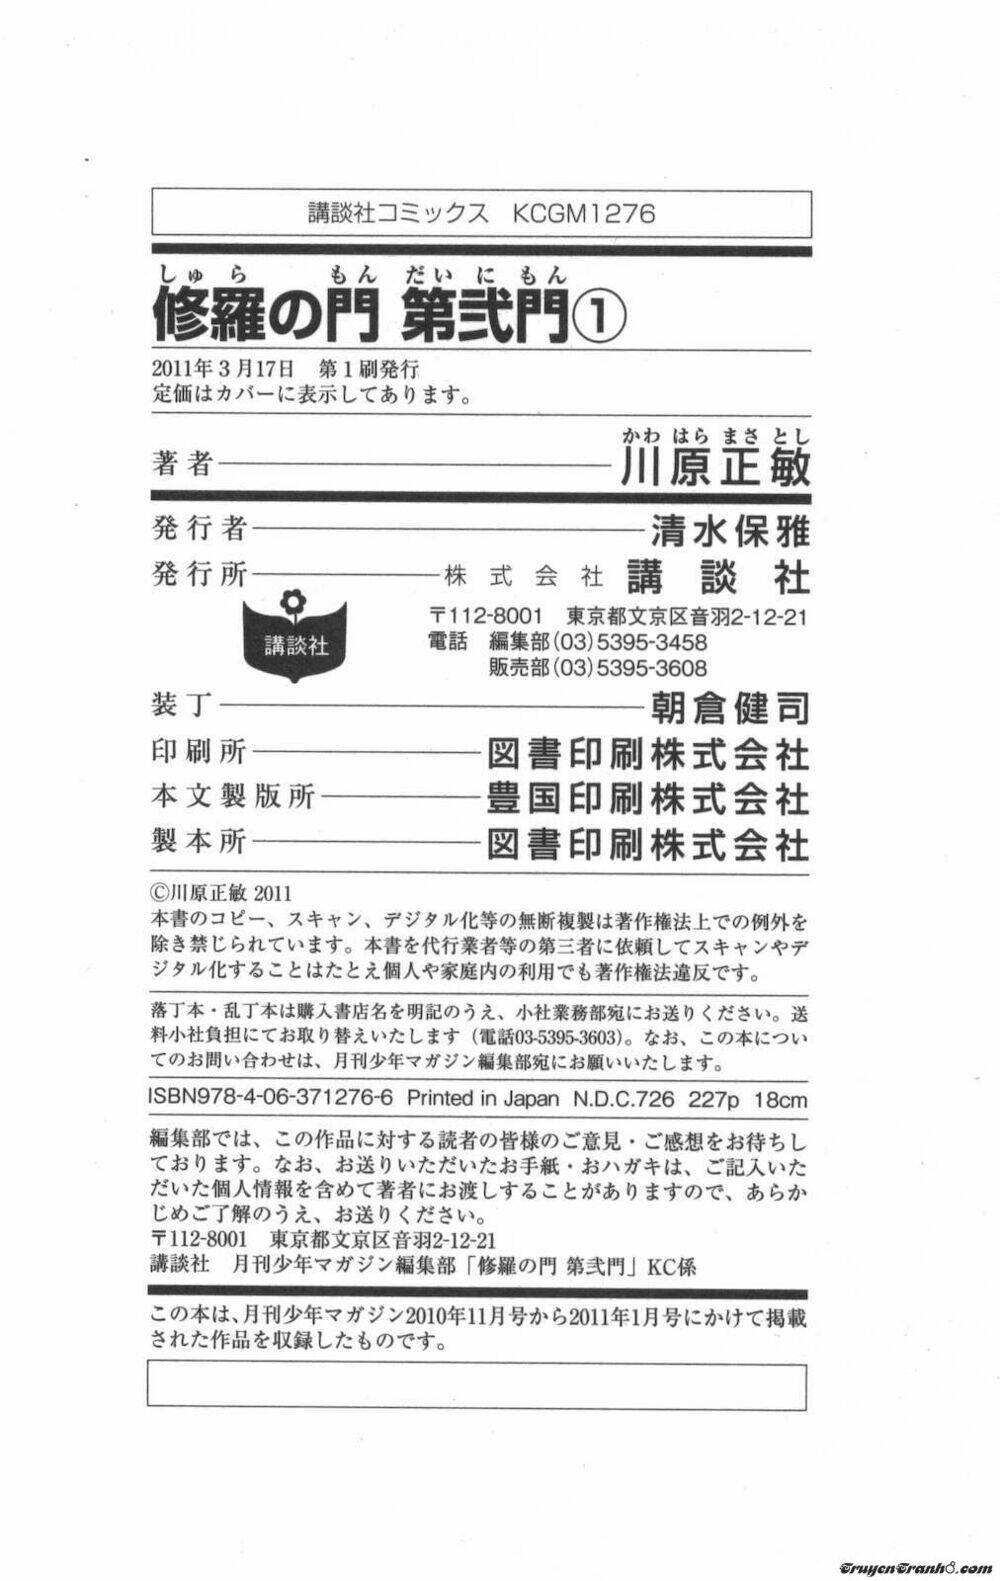 講談社コミックス KCGM1276
しゅら もん だい に もん
修羅の門 第弐門①
2011年3月17日 第1刷発行
定価はカバーに表示してあります。
かわ はら まさ とし
著者 川原正敏
発行者 清水保雅
発行所 株式会社 講談社
講談社
〒112-8001 東京都文京区音羽2-12-21
電話 編集部(03)5395-3458
販売部(03)5395-3608
装丁 朝倉健司
印刷所 図書印刷株式会社
本文製版所 豊国印刷株式会社
製本所 図書印刷株式会社
©川原正敏 2011
本書のコピー、スキャン、デジタル化等の無断複製は著作権法上での例外を
除き禁じられています。本書を代行業者等の第三者に依頼してスキャンやデ
ジタル化することはたとえ個人や家庭内の利用でも著作権法違反です。
落丁本・乱丁本は購入書店名を明記のうえ、小社業務部宛にお送りください。送
料小社負担にてお取り替えいたします(電話03-5395-3603)。なお、この本につい
てのお問い合わせは、月刊少年マガジン編集部宛にお願いいたします。
ISBN978-4-06-371276-6 Printed in Japan N.D.C.726 227p 18cm
編集部では、この作品に対する読者の皆様のご意見・ご感想をお待ちし
ております。なお、お送りいただいたお手紙・おハガキは、ご記入いた
だいた個人情報を含めて著者にお渡しすることがありますので、あらか
じめご了解のうえ、お送りください。
〒112-8001 東京都文京区音羽2-12-21
講談社 月刊少年マガジン編集部「修羅の門 第弐門」KC係
この本は、月刊少年マガジン2010年11月号から2011年1月号にかけて掲載
された作品を収録したものです。
TruyenTranh8.com